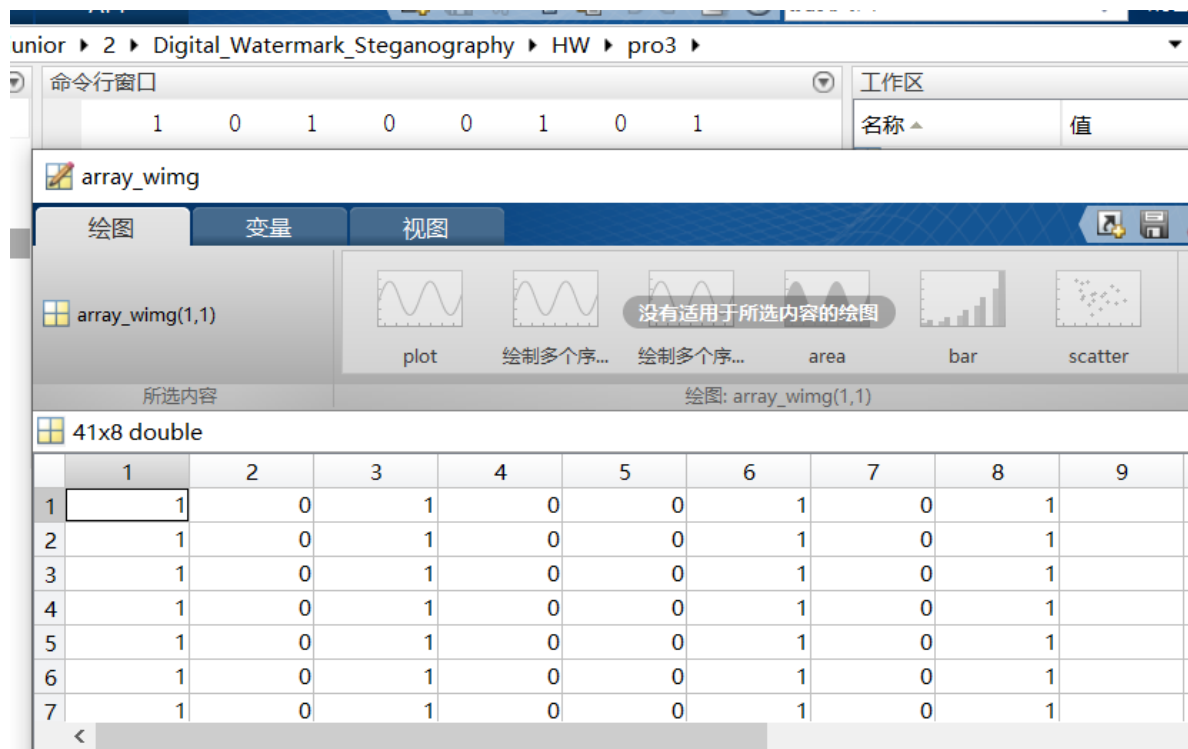 unior ▸ 2 ▸ Digital_Watermark_Steganography ▸ HW ▸ pro3 ▸
命令行窗口
工作区
1 0 1 0 0 1 0 1
名称
值
array_wimg
绘图 变量 视图
array_wimg(1,1)
没有适用于所选内容的绘图
plot 绘制多个序... 绘制多个序... area bar scatter
所选内容
绘图: array_wimg(1,1)
41x8 double
1 2 3 4 5 6 7 8 9
1 1 0 1 0 0 1 0 1
2 1 0 1 0 0 1 0 1
3 1 0 1 0 0 1 0 1
4 1 0 1 0 0 1 0 1
5 1 0 1 0 0 1 0 1
6 1 0 1 0 0 1 0 1
7 1 0 1 0 0 1 0 1